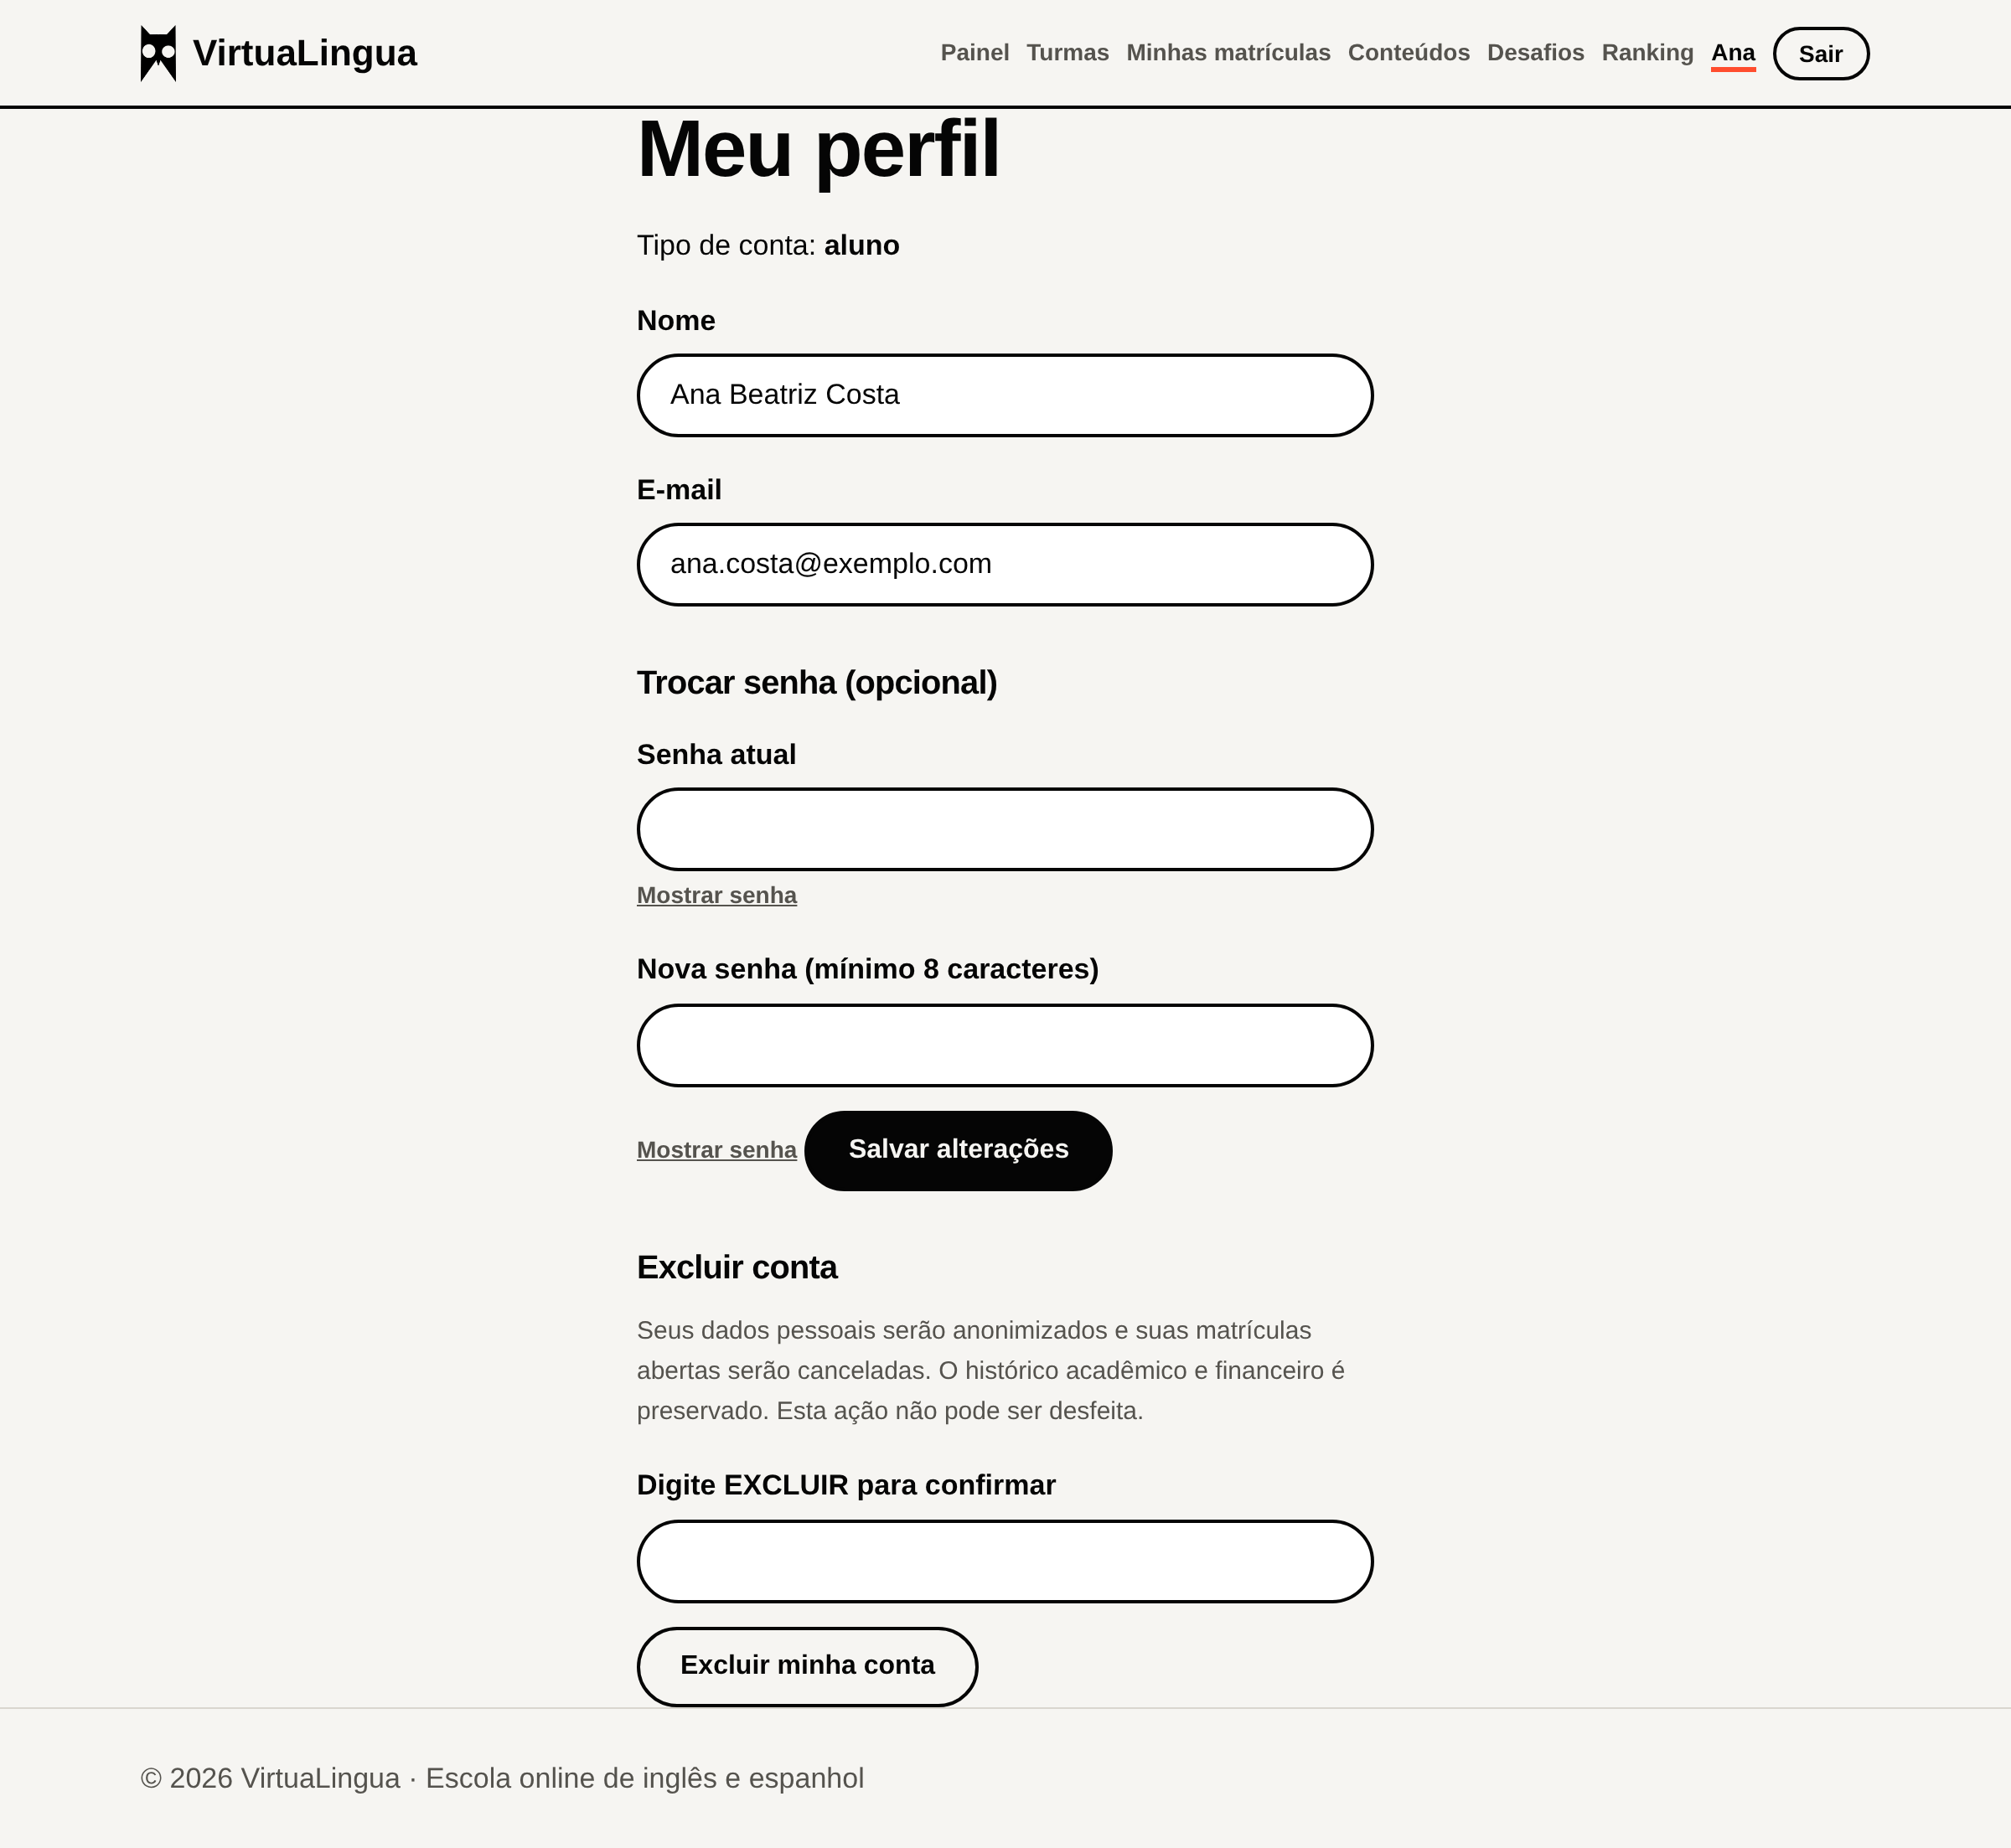 VirtuaLingua
Painel Turmas Minhas matrículas Conteúdos Desafios Ranking Ana Sair
Meu perfil
Tipo de conta: aluno
Nome
Ana Beatriz Costa
E-mail
ana.costa@exemplo.com
Trocar senha (opcional)
Senha atual
Mostrar senha
Nova senha (mínimo 8 caracteres)
Mostrar senha Salvar alterações
Excluir conta
Seus dados pessoais serão anonimizados e suas matrículas
abertas serão canceladas. O histórico acadêmico e financeiro é
preservado. Esta ação não pode ser desfeita.
Digite EXCLUIR para confirmar
Excluir minha conta
© 2026 VirtuaLingua · Escola online de inglês e espanhol